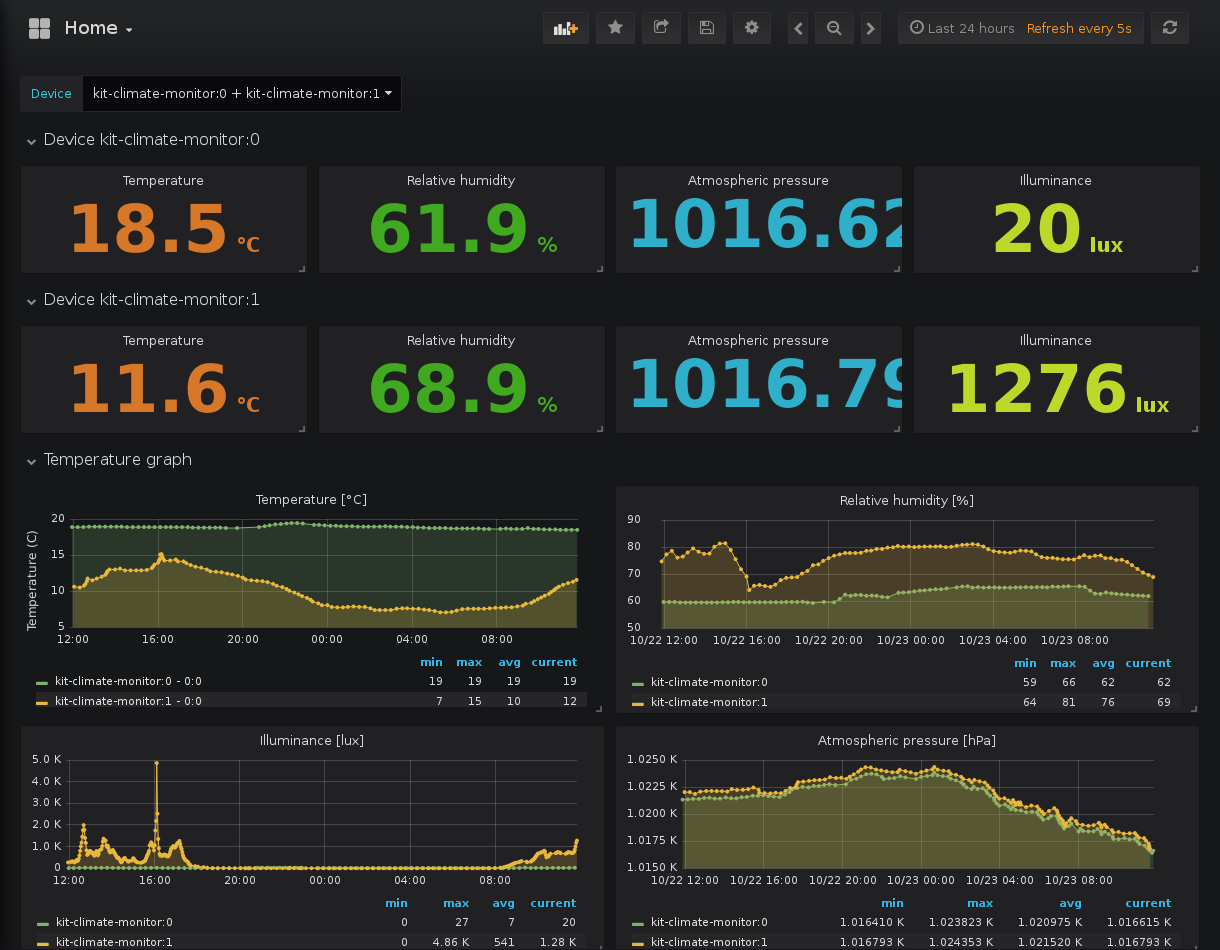 Home
Last 24 hours Refresh every 5s
Device kit-climate-monitor:0 + kit-climate-monitor:1
Device kit-climate-monitor:0
Temperature Relative humidity Atmospheric pressure Illuminance
18.5 °C 61.9 % 1016.62 20 lux
Device kit-climate-monitor:1
Temperature Relative humidity Atmospheric pressure Illuminance
11.6 °C 68.9 % 1016.79 1276 lux
Temperature graph
Temperature [°C]
Temperature (C)
20
15
10
5
12:00 16:00 20:00 00:00 04:00 08:00
min max avg current
kit-climate-monitor:0 - 0:0 19 19 19 19
kit-climate-monitor:1 - 0:0 7 15 10 12
Relative humidity [%]
90
80
70
60
50
10/22 12:00 10/22 16:00 10/22 20:00 10/23 00:00 10/23 04:00 10/23 08:00
min max avg current
kit-climate-monitor:0 59 66 62 62
kit-climate-monitor:1 64 81 76 69
Illuminance [lux]
5.0 K
4.0 K
3.0 K
2.0 K
1.0 K
0
12:00 16:00 20:00 00:00 04:00 08:00
min max avg current
kit-climate-monitor:0 0 27 7 20
kit-climate-monitor:1 0 4.86 K 541 1.28 K
Atmospheric pressure [hPa]
1.0250 K
1.0225 K
1.0200 K
1.0175 K
1.0150 K
10/22 12:00 10/22 16:00 10/22 20:00 10/23 00:00 10/23 04:00 10/23 08:00
min max avg current
kit-climate-monitor:0 1.016410 K 1.023823 K 1.020975 K 1.016615 K
kit-climate-monitor:1 1.016793 K 1.024353 K 1.021520 K 1.016793 K